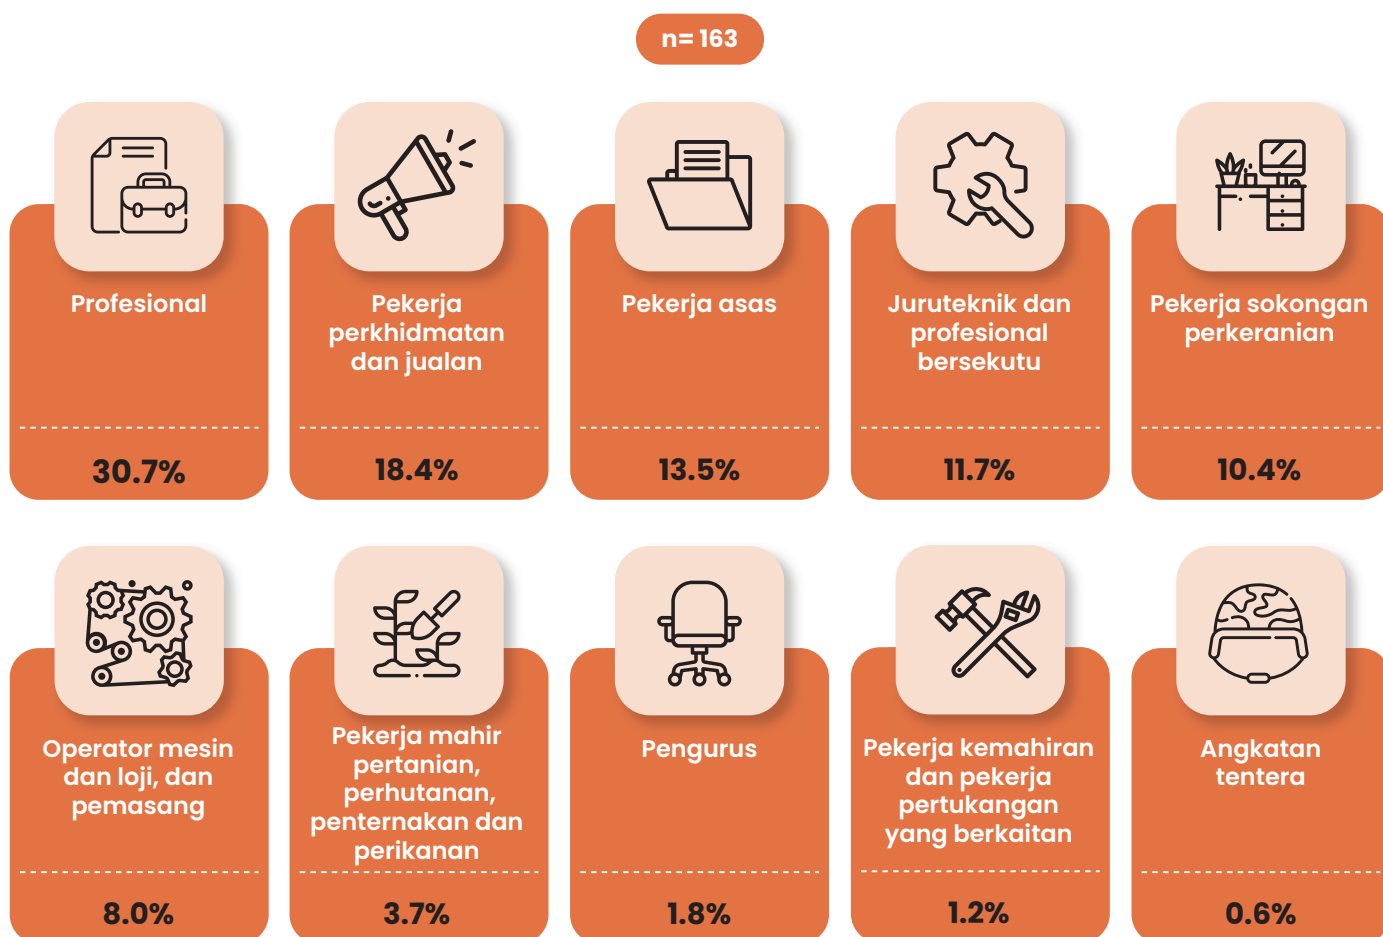 n= 163
Profesional
30.7%
Pekerja
perkhidmatan
dan jualan
18.4%
Pekerja asas
13.5%
Juruteknik dan
profesional
bersekutu
11.7%
Pekerja sokongan
perkeranian
10.4%
Operator mesin
dan loji, dan
pemasang
8.0%
Pekerja mahir
pertanian,
perhutanan,
penternakan dan
perikanan
3.7%
Pengurus
1.8%
Pekerja kemahiran
dan pekerja
pertukangan
yang berkaitan
1.2%
Angkatan
tentera
0.6%